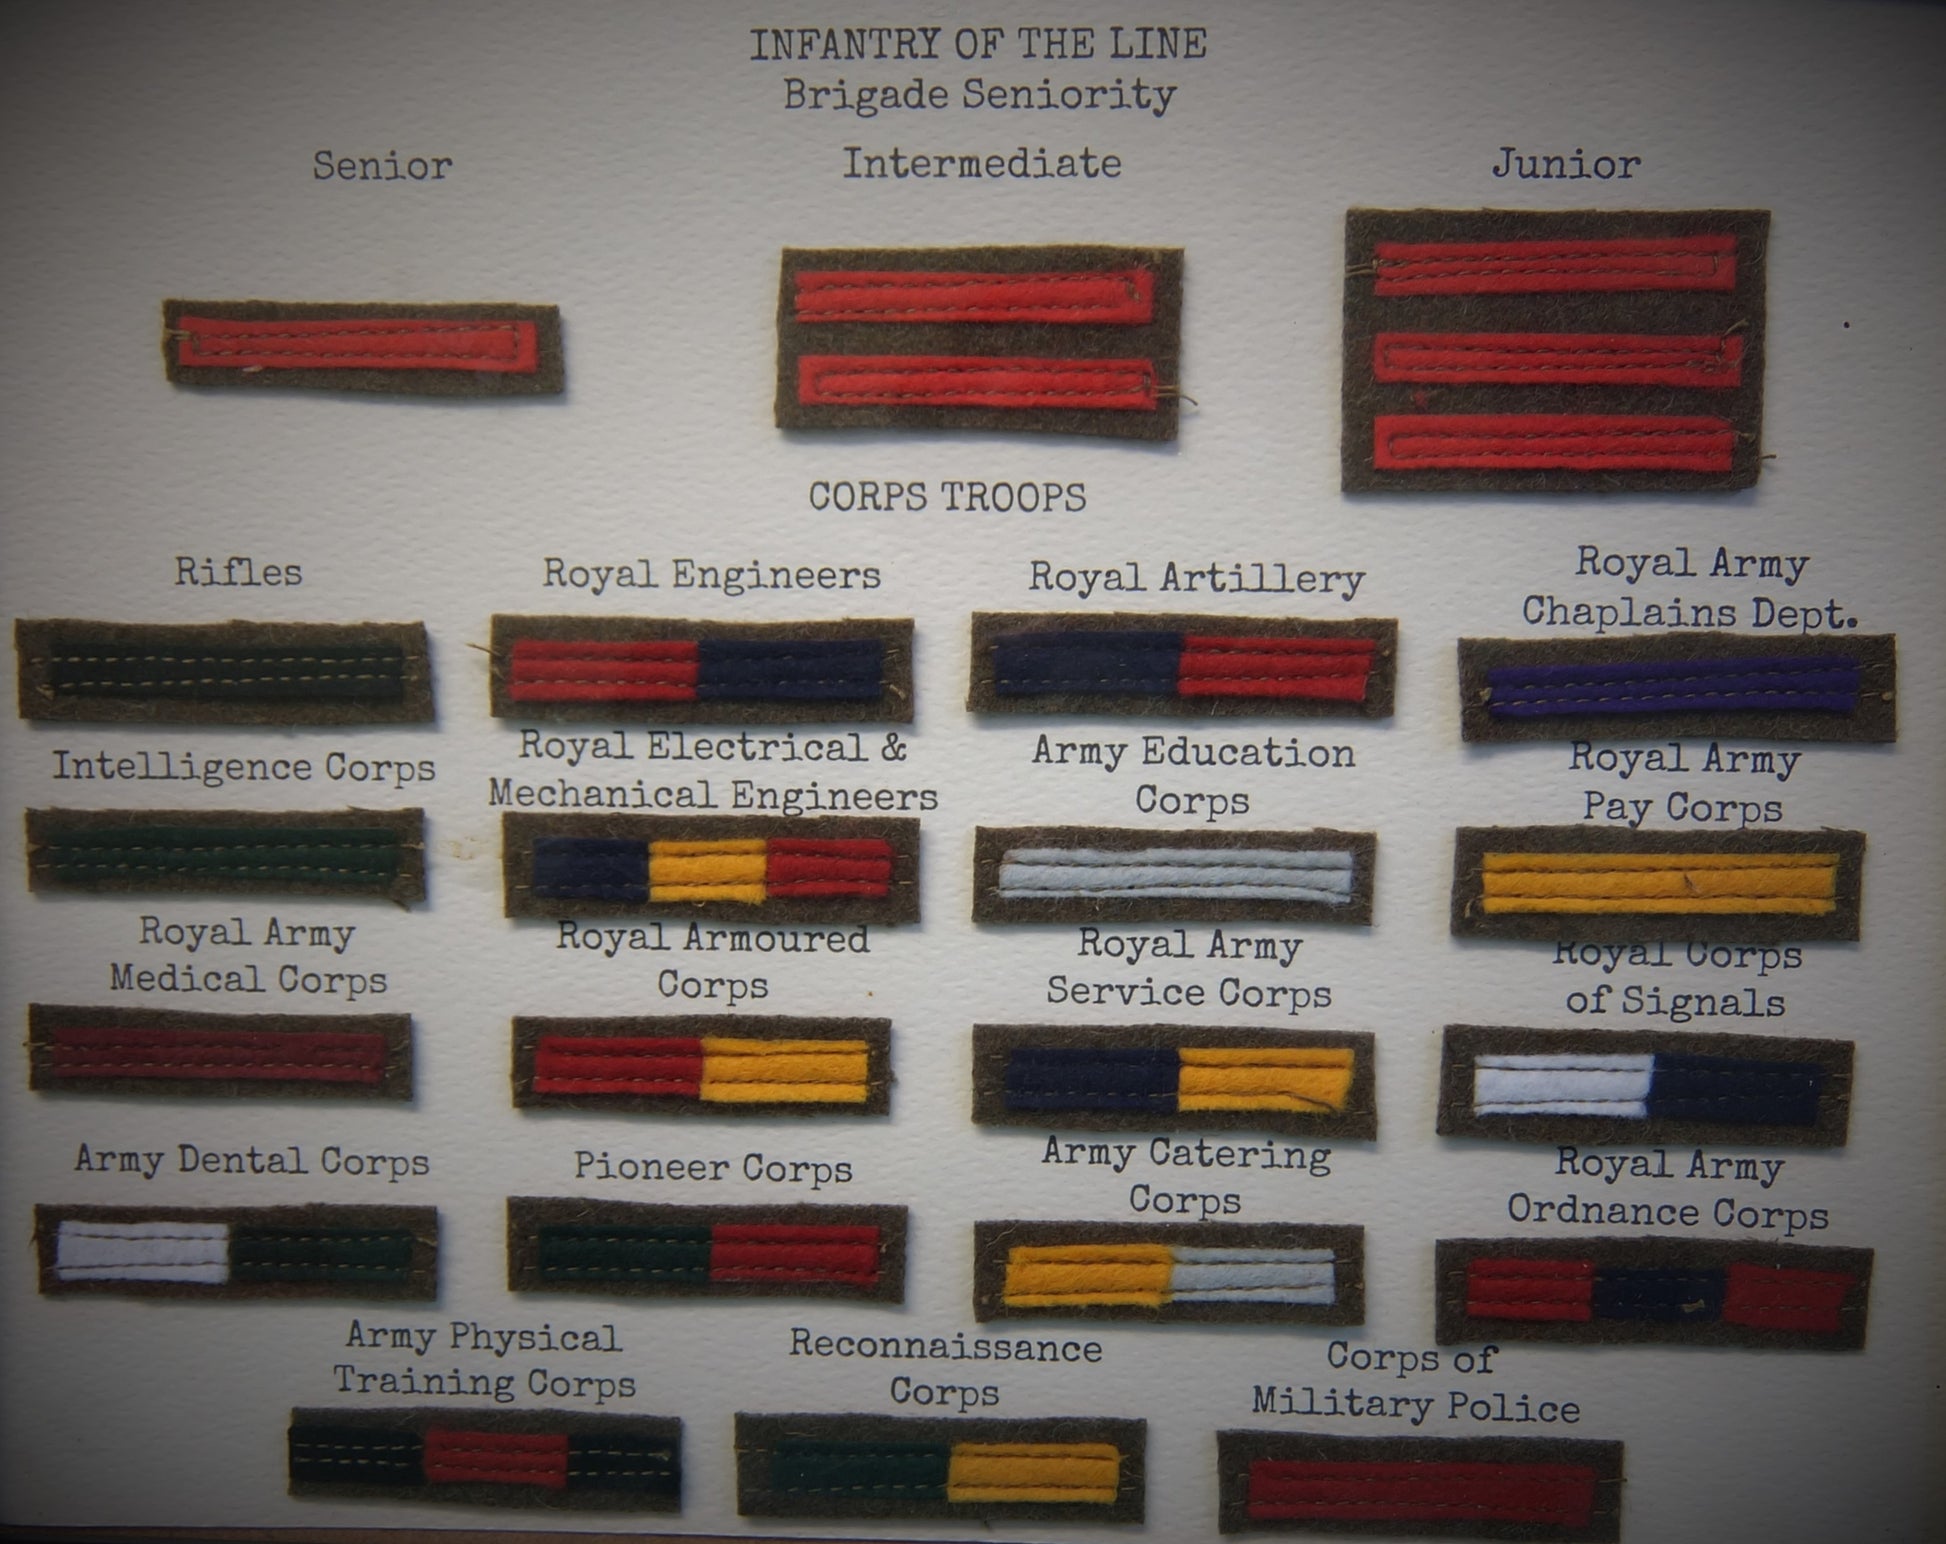 INFANTRY OF THE LINE
Brigade Seniority
Senior
Intermediate
Junior
CORPS TROOPS
Rifles
Royal Engineers
Royal Artillery
Royal Army
Chaplains Dept.
Intelligence Corps
Royal Electrical &
Mechanical Engineers
Army Education
Corps
Royal Army
Pay Corps
Royal Army
Medical Corps
Royal Armoured
Corps
Royal Army
Service Corps
Royal Corps
of Signals
Army Dental Corps
Pioneer Corps
Army Catering
Corps
Royal Army
Ordnance Corps
Army Physical
Training Corps
Reconnaissance
Corps
Corps of
Military Police